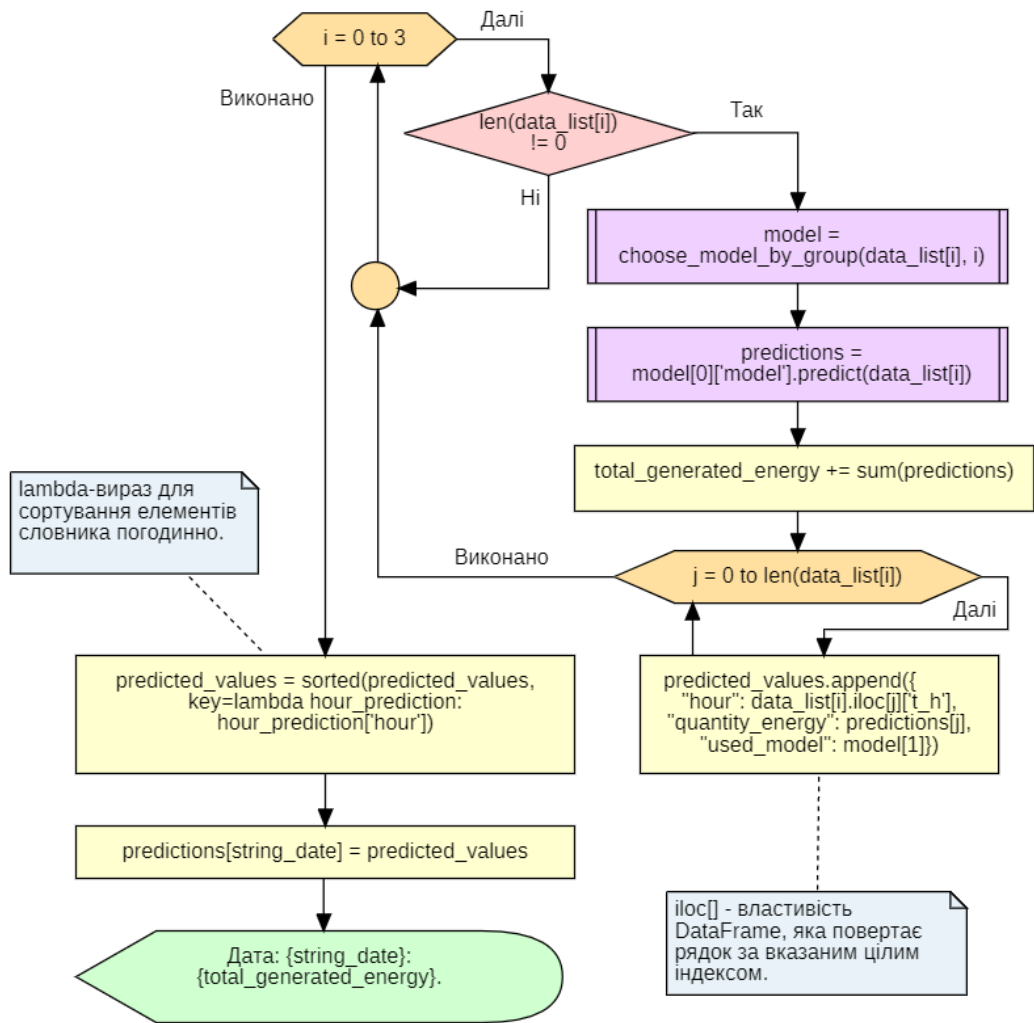 i = 0 to 3
Далі
Виконано
len(data_list[i])
!= 0
Так
Ні
model =
choose_model_by_group(data_list[i], i)
predictions =
model[0]['model'].predict(data_list[i])
total_generated_energy += sum(predictions)
lambda-вираз для
сортування елементів
словника погодинно.
Виконано
j = 0 to len(data_list[i])
Далі
predicted_values = sorted(predicted_values,
key=lambda hour_prediction:
hour_prediction['hour'])
predicted_values.append({
"hour": data_list[i].iloc[j]['t_h'],
"quantity_energy": predictions[j],
"used_model": model[1]})
predictions[string_date] = predicted_values
iloc[] - властивість
DataFrame, яка повертає
рядок за вказаним цілим
індексом.
Дата: {string_date}:
{total_generated_energy}.